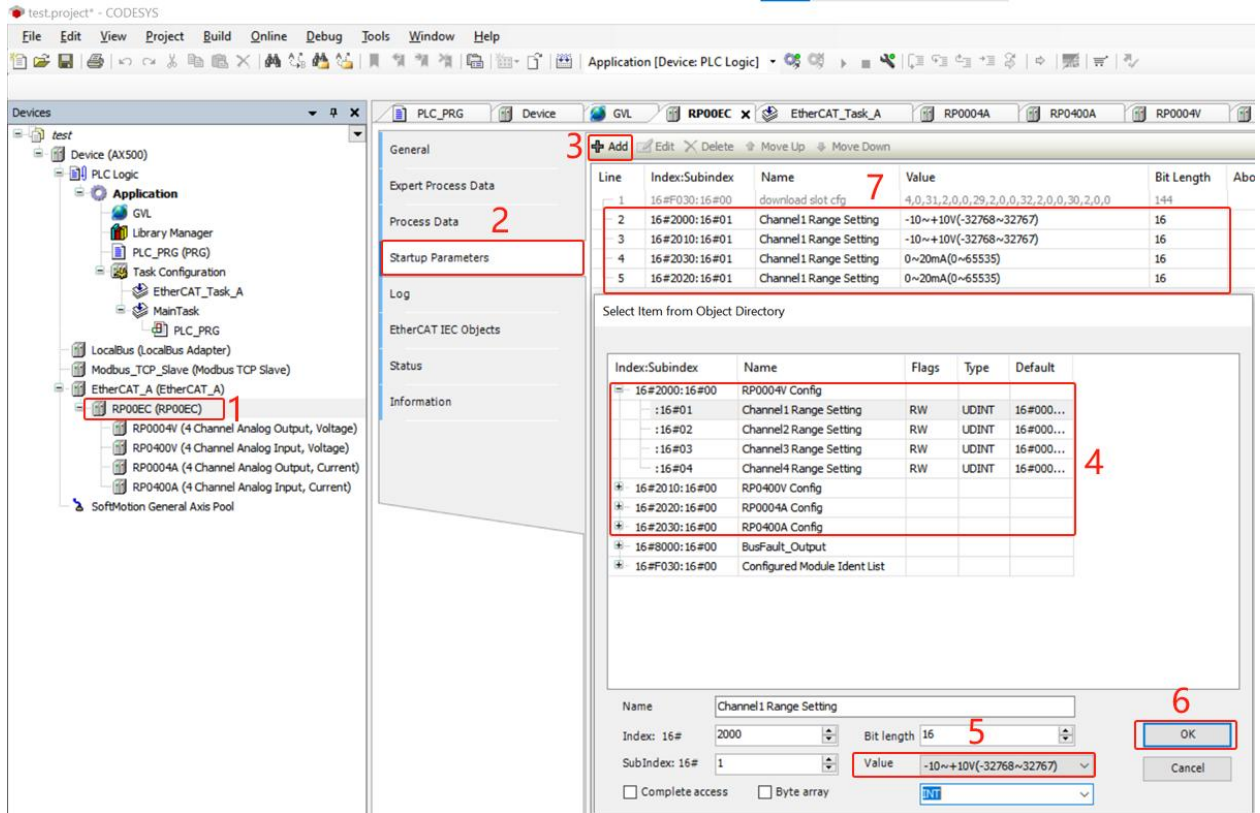 test.project* - CODESYS
File Edit View Project Build Online Debug Tools Window Help
Application [Device: PLC Logic]
Devices
test
Device (AX500)
PLC Logic
Application
GVL
Library Manager
PLC_PRG (PRG)
Task Configuration
EtherCAT_Task_A
MainTask
PLC_PRG
LocalBus (LocalBus Adapter)
Modbus_TCP_Slave (Modbus TCP Slave)
EtherCAT_A (EtherCAT_A)
RP00EC (RP00EC) 1
RP0004V (4 Channel Analog Output, Voltage)
RP0400V (4 Channel Analog Input, Voltage)
RP0004A (4 Channel Analog Output, Current)
RP0400A (4 Channel Analog Input, Current)
SoftMotion General Axis Pool
PLC_PRG Device GVL RP00EC EtherCAT_Task_A RP0004A RP0400A RP0004V
General
Expert Process Data
Process Data
2
Startup Parameters
Log
EtherCAT IEC Objects
Status
Information
3 Add Edit Delete Move Up Move Down
7
Line Index:Subindex Name Value Bit Length Abo
1 16#F030:16#00 download slot cfg 4,0,31,2,0,0,29,2,0,0,32,2,0,0,30,2,0,0 144
2 16#2000:16#01 Channel1 Range Setting -10~+10V(-32768~32767) 16
3 16#2010:16#01 Channel1 Range Setting -10~+10V(-32768~32767) 16
4 16#2030:16#01 Channel1 Range Setting 0~20mA(0~65535) 16
5 16#2020:16#01 Channel1 Range Setting 0~20mA(0~65535) 16
Select Item from Object Directory
Index:Subindex Name Flags Type Default
16#2000:16#00 RP0004V Config
:16#01 Channel1 Range Setting RW UDINT 16#000...
:16#02 Channel2 Range Setting RW UDINT 16#000...
:16#03 Channel3 Range Setting RW UDINT 16#000...
:16#04 Channel4 Range Setting RW UDINT 16#000...
4
16#2010:16#00 RP0400V Config
16#2020:16#00 RP0004A Config
16#2030:16#00 RP0400A Config
16#8000:16#00 BusFault_Output
16#F030:16#00 Configured Module Ident List
Name Channel1 Range Setting
6
Index: 16# 2000 Bit length 16 5 OK
SubIndex: 16# 1 Value -10~+10V(-32768~32767) Cancel
Complete access Byte array INT